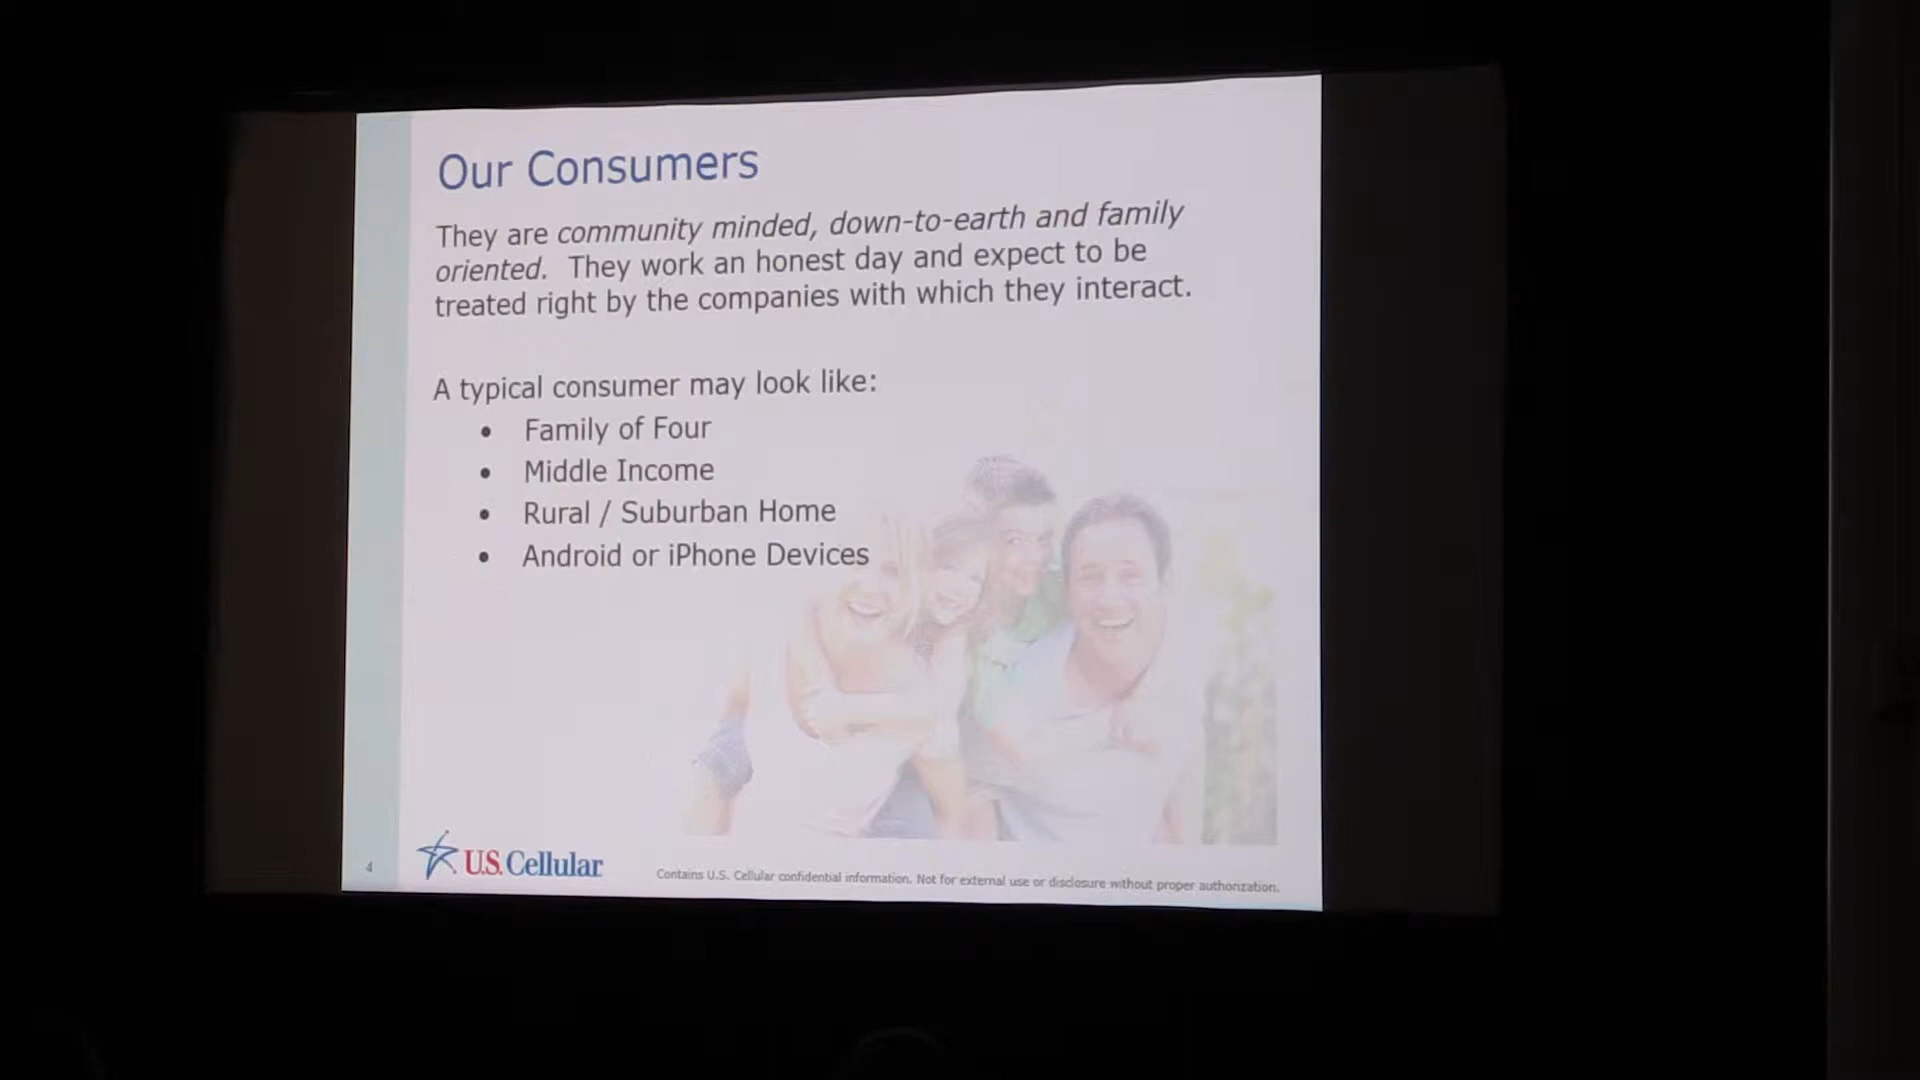 Our Consumers
They are community minded, down-to-earth and family
oriented. They work an honest day and expect to be
treated right by the companies with which they interact.
A typical consumer may look like:
• Family of Four
• Middle Income
• Rural / Suburban Home
• Android or iPhone Devices
4
U.S. Cellular
Contains U.S. Cellular confidential information. Not for external use or disclosure without proper authorization.